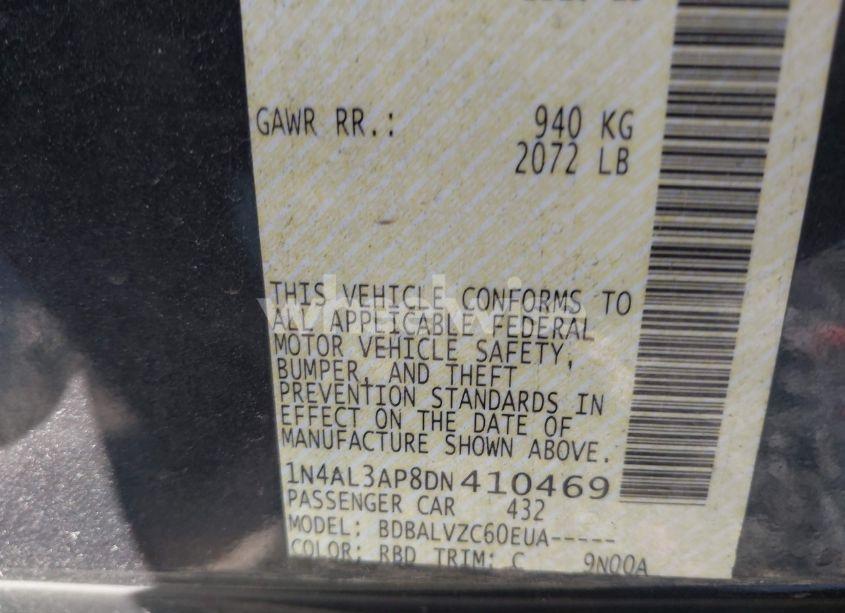 GAWR RR.: 940 KG
2072 LB
THIS VEHICLE CONFORMS TO
ALL APPLICABLE FEDERAL
MOTOR VEHICLE SAFETY,
BUMPER, AND THEFT
PREVENTION STANDARDS IN
EFFECT ON THE DATE OF
MANUFACTURE SHOWN ABOVE.
1N4AL3AP8DN410469
PASSENGER CAR 432
MODEL: BDBALVZC60EUA-----
COLOR: RBD TRIM: C 9N00A